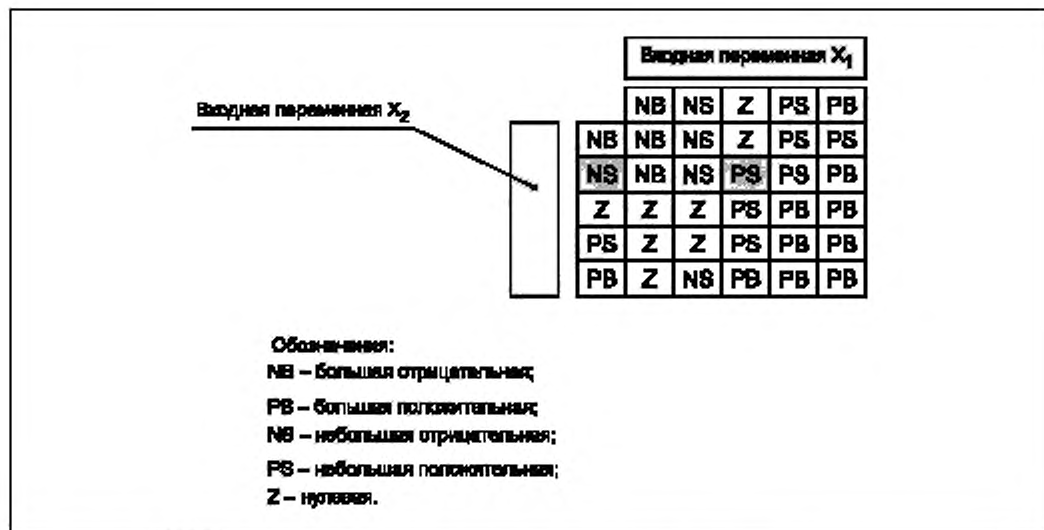 Входная переменная X1
Входная переменная X2
NB NS Z PS PB
NB NB NS Z PS PS
NS NB NS PS PS PB
Z Z Z PS PB PB
PS Z Z PS PB PB
PB Z NS PB PB PB
Обозначения:
NB – большая отрицательная;
PB – большая положительная;
NS – небольшая отрицательная;
PS – небольшая положительная;
Z – нулевая.